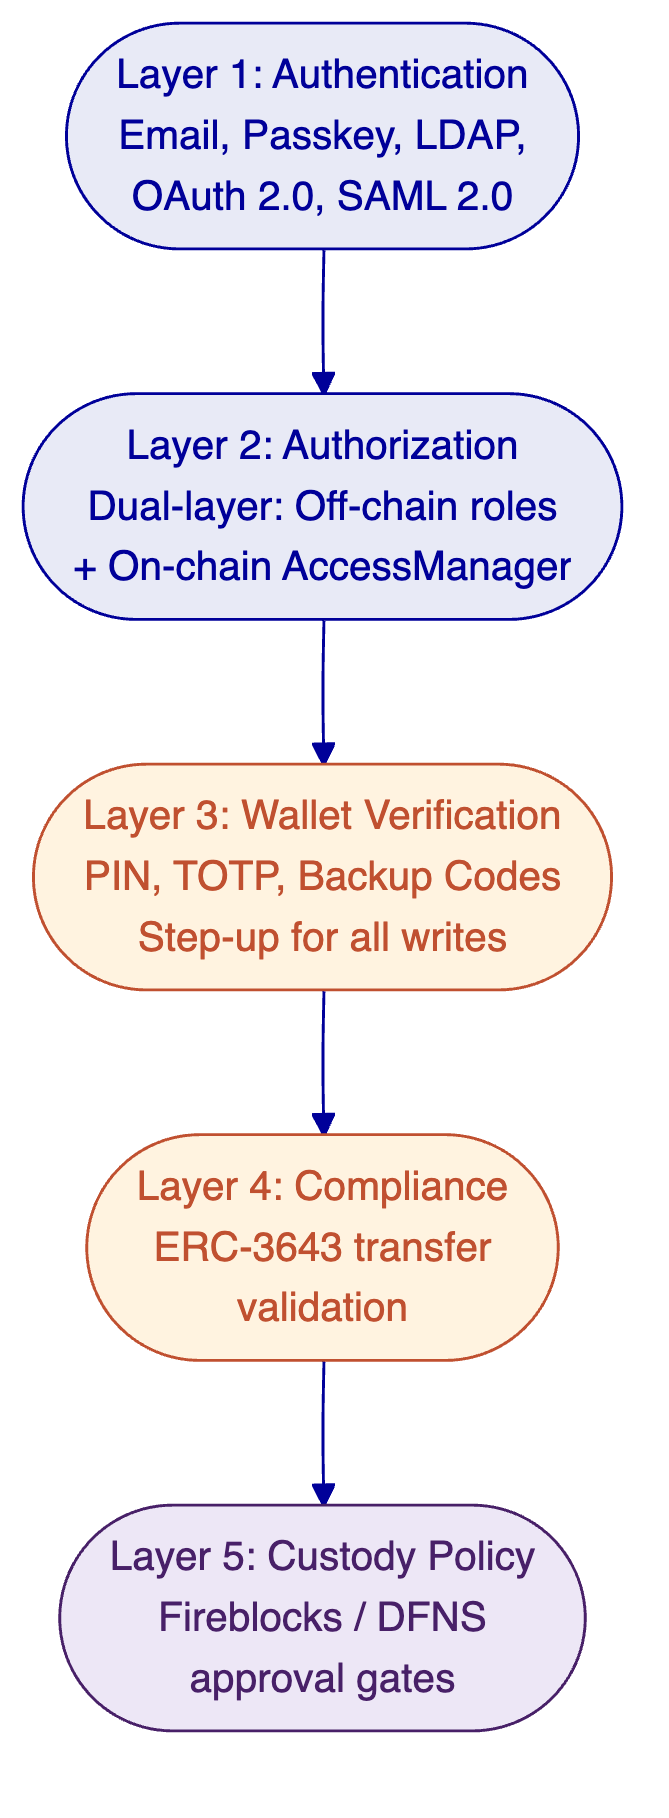 Layer 1: Authentication
Email, Passkey, LDAP,
OAuth 2.0, SAML 2.0
Layer 2: Authorization
Dual-layer: Off-chain roles
+ On-chain AccessManager
Layer 3: Wallet Verification
PIN, TOTP, Backup Codes
Step-up for all writes
Layer 4: Compliance
ERC-3643 transfer
validation
Layer 5: Custody Policy
Fireblocks / DFNS
approval gates